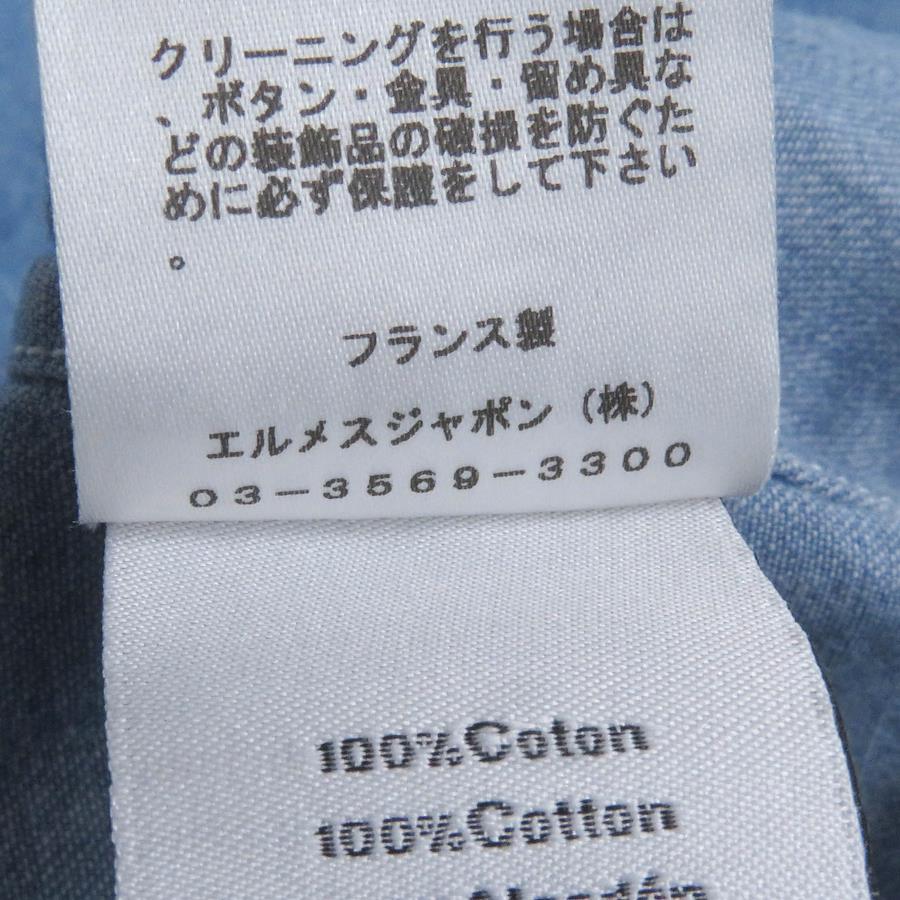 クリーニングを行う場合は
、ボタン・金具・留め具な
どの装飾品の破損を防ぐた
めに必ず保護をして下さい
。
フランス製
エルメスジャポン（株）
03-3569-3300
100%Coton
100%Cotton
Algodón